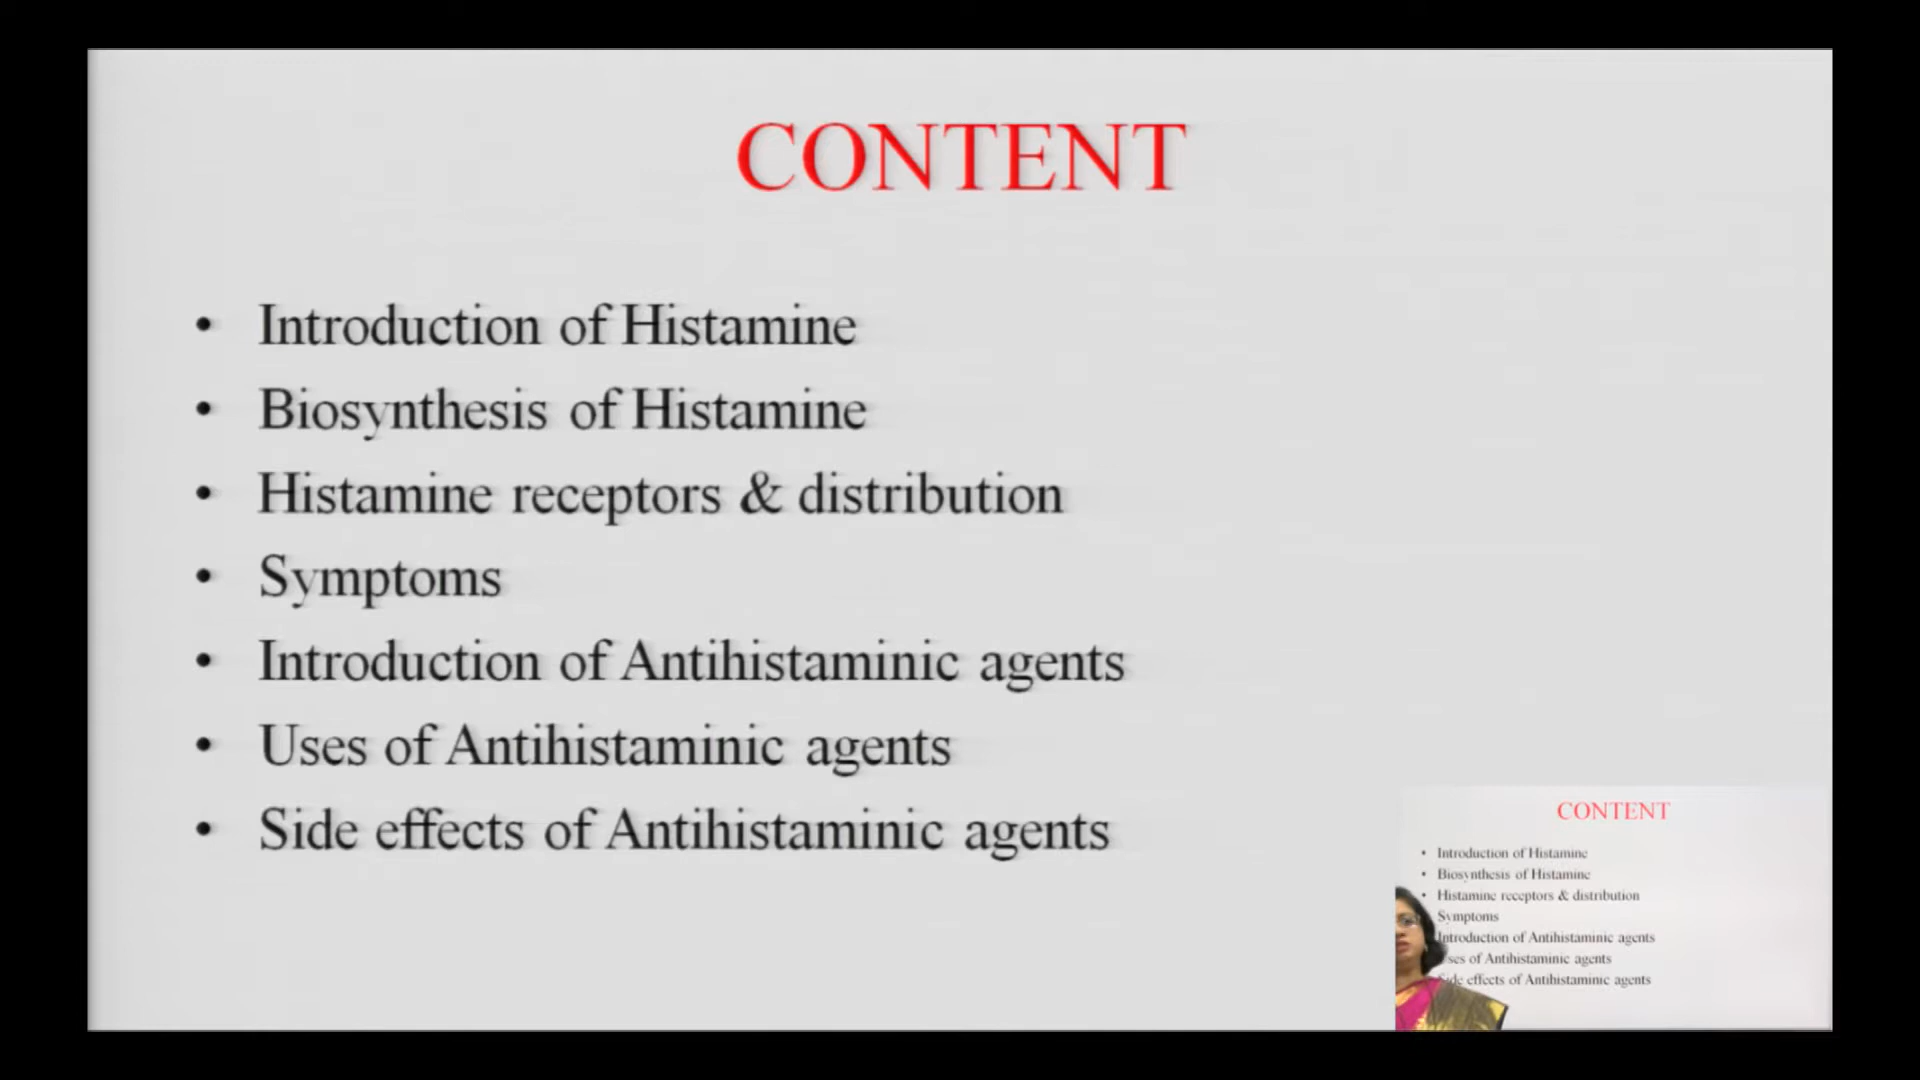 CONTENT
• Introduction of Histamine
• Biosynthesis of Histamine
• Histamine receptors & distribution
• Symptoms
• Introduction of Antihistaminic agents
• Uses of Antihistaminic agents
• Side effects of Antihistaminic agents
CONTENT
• Introduction of Histamine
• Biosynthesis of Histamine
• Histamine receptors & distribution
Symptoms
Introduction of Antihistaminic agents
of Antihistaminic agents
effects of Antihistaminic agents